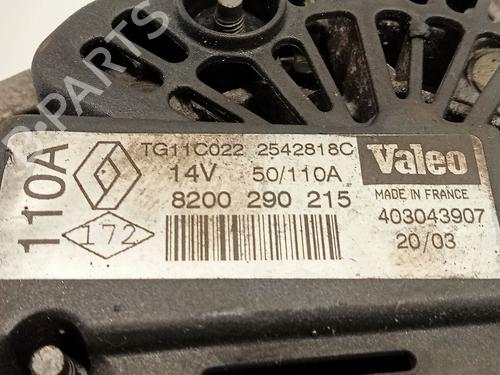 B-PARTS
110A
TG11C022 2542818C
14V 50/110A
8200 290 215
172
Valeo
MADE IN FRANCE
403043907
20/03